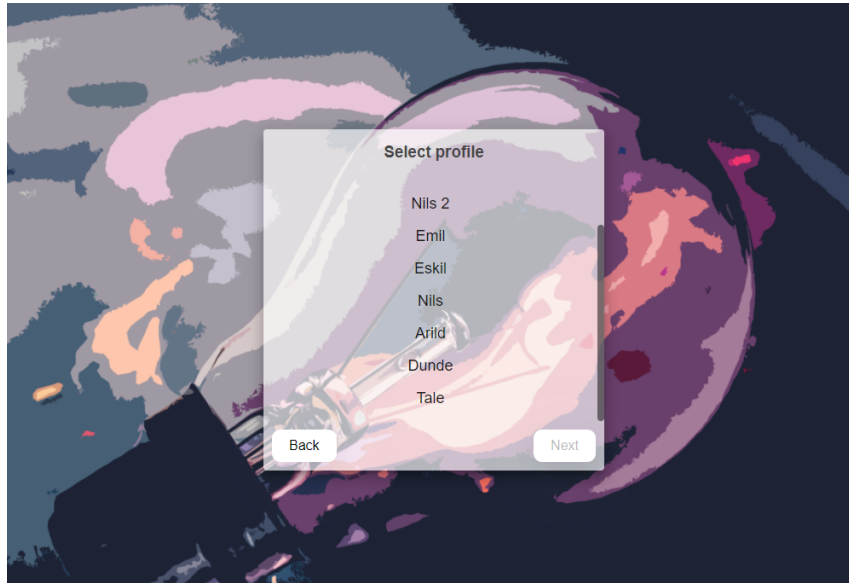 Select profile
Nils 2
Emil
Eskil
Nils
Arild
Dunde
Tale
Back
Next